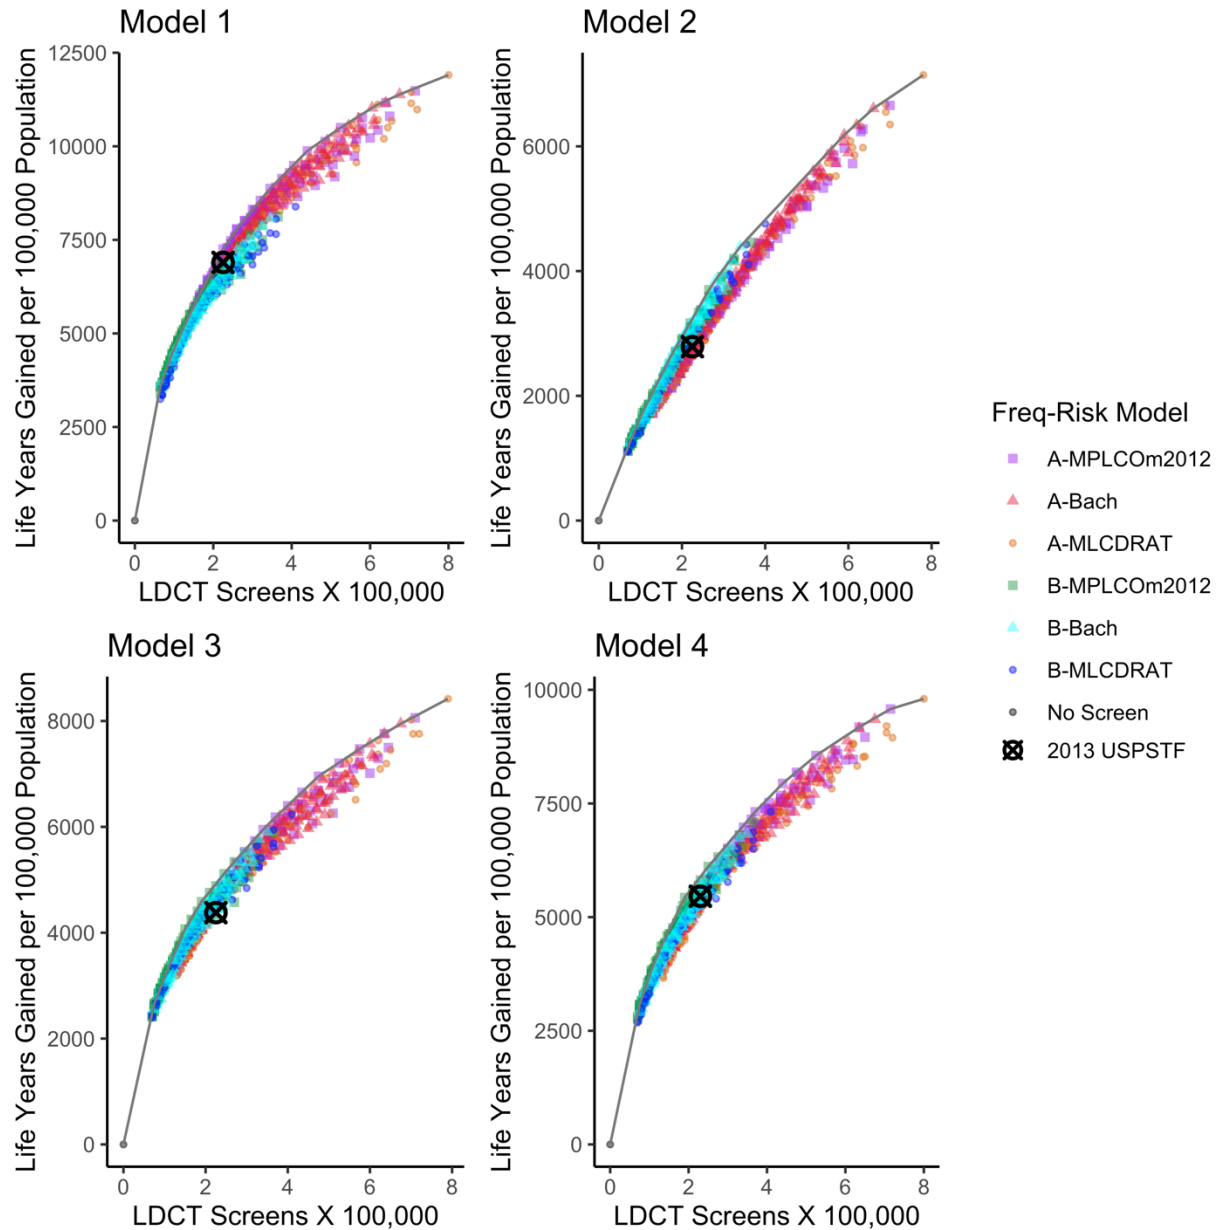 Model 1
Life Years Gained per 100,000 Population
12500
10000
7500
5000
2500
0
0 2 4 6 8
LDCT Screens X 100,000
Model 2
Life Years Gained per 100,000 Population
6000
4000
2000
0
0 2 4 6 8
LDCT Screens X 100,000
Model 3
Life Years Gained per 100,000 Population
8000
6000
4000
2000
0
0 2 4 6 8
LDCT Screens X 100,000
Model 4
Life Years Gained per 100,000 Population
10000
7500
5000
2500
0
0 2 4 6 8
LDCT Screens X 100,000
Freq-Risk Model
A-MPLCOm2012
A-Bach
A-MLCDRAT
B-MPLCOm2012
B-Bach
B-MLCDRAT
No Screen
2013 USPSTF